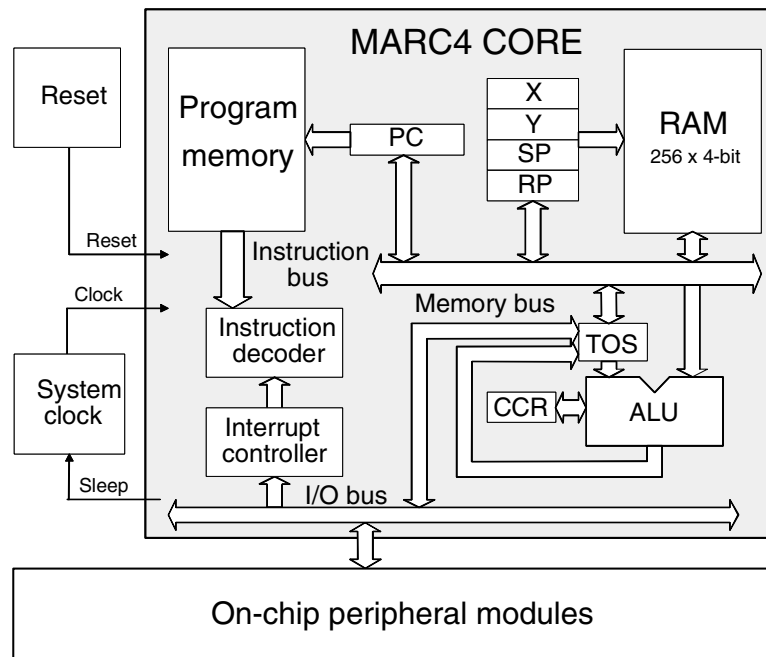 MARC4 CORE
Reset
Program
memory
PC
X
Y
SP
RP
RAM
256 x 4-bit
Reset
Instruction
bus
Clock
Memory bus
Instruction
decoder
TOS
System
clock
CCR
ALU
Interrupt
controller
Sleep
I/O bus
On-chip peripheral modules